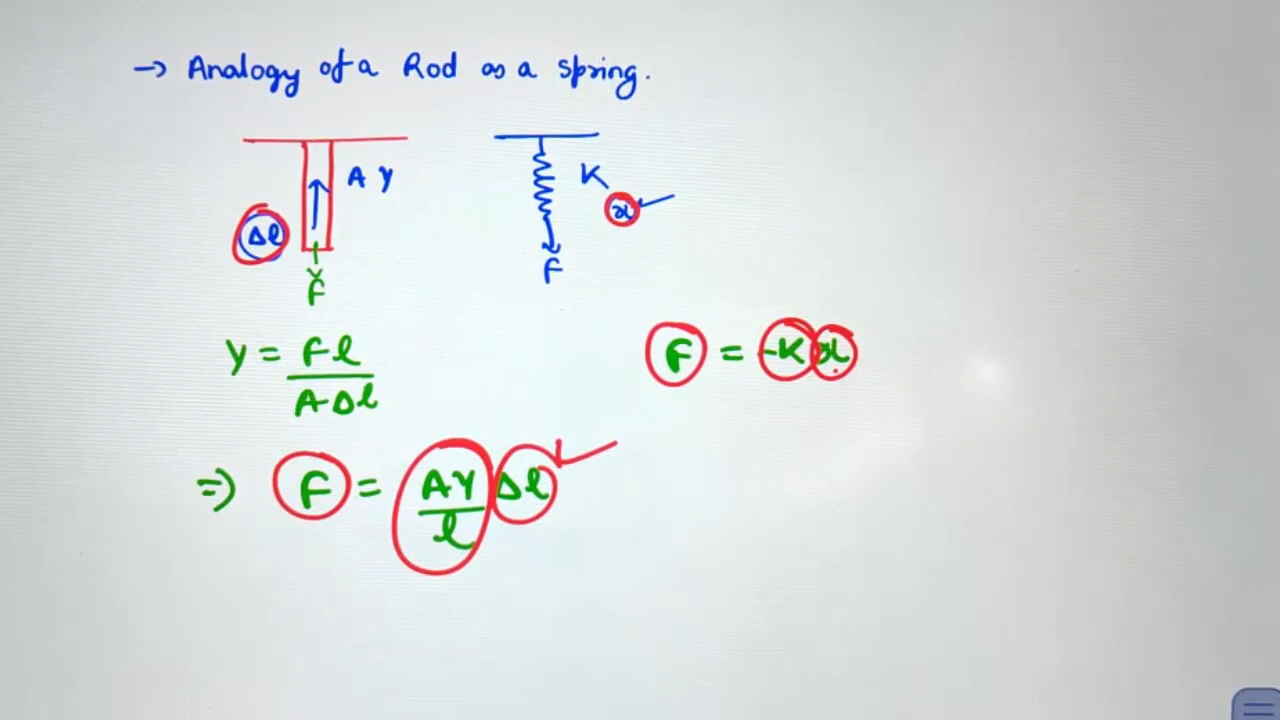 → Analogy of a Rod as a spring.
A Y
K
Δl
x
F
F
Y = Fl / AΔl
F = -Kx
⇒ F = AY/l Δl